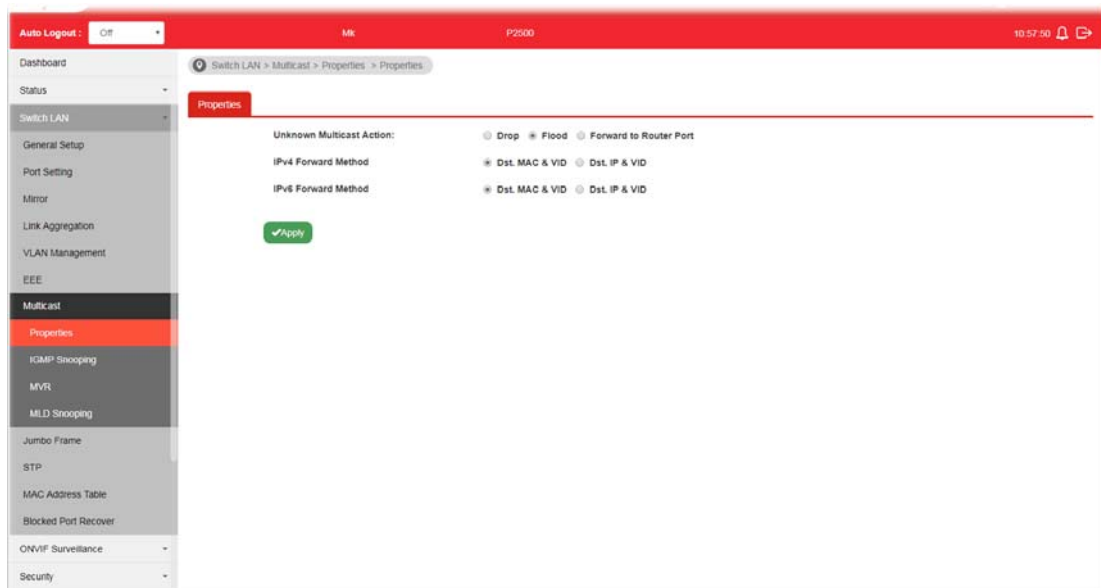 Auto Logout : Off Mk P2500 10:57:50
Dashboard
Switch LAN > Multicast > Properties > Properties
Status
Properties
Switch LAN
Unknown Multicast Action: Drop Flood Forward to Router Port
General Setup
IPv4 Forward Method Dst. MAC & VID Dst. IP & VID
Port Setting
IPv6 Forward Method Dst. MAC & VID Dst. IP & VID
Mirror
Link Aggregation
Apply
VLAN Management
EEE
Multicast
Properties
IGMP Snooping
MVR
MLD Snooping
Jumbo Frame
STP
MAC Address Table
Blocked Port Recover
ONVIF Surveillance
Security